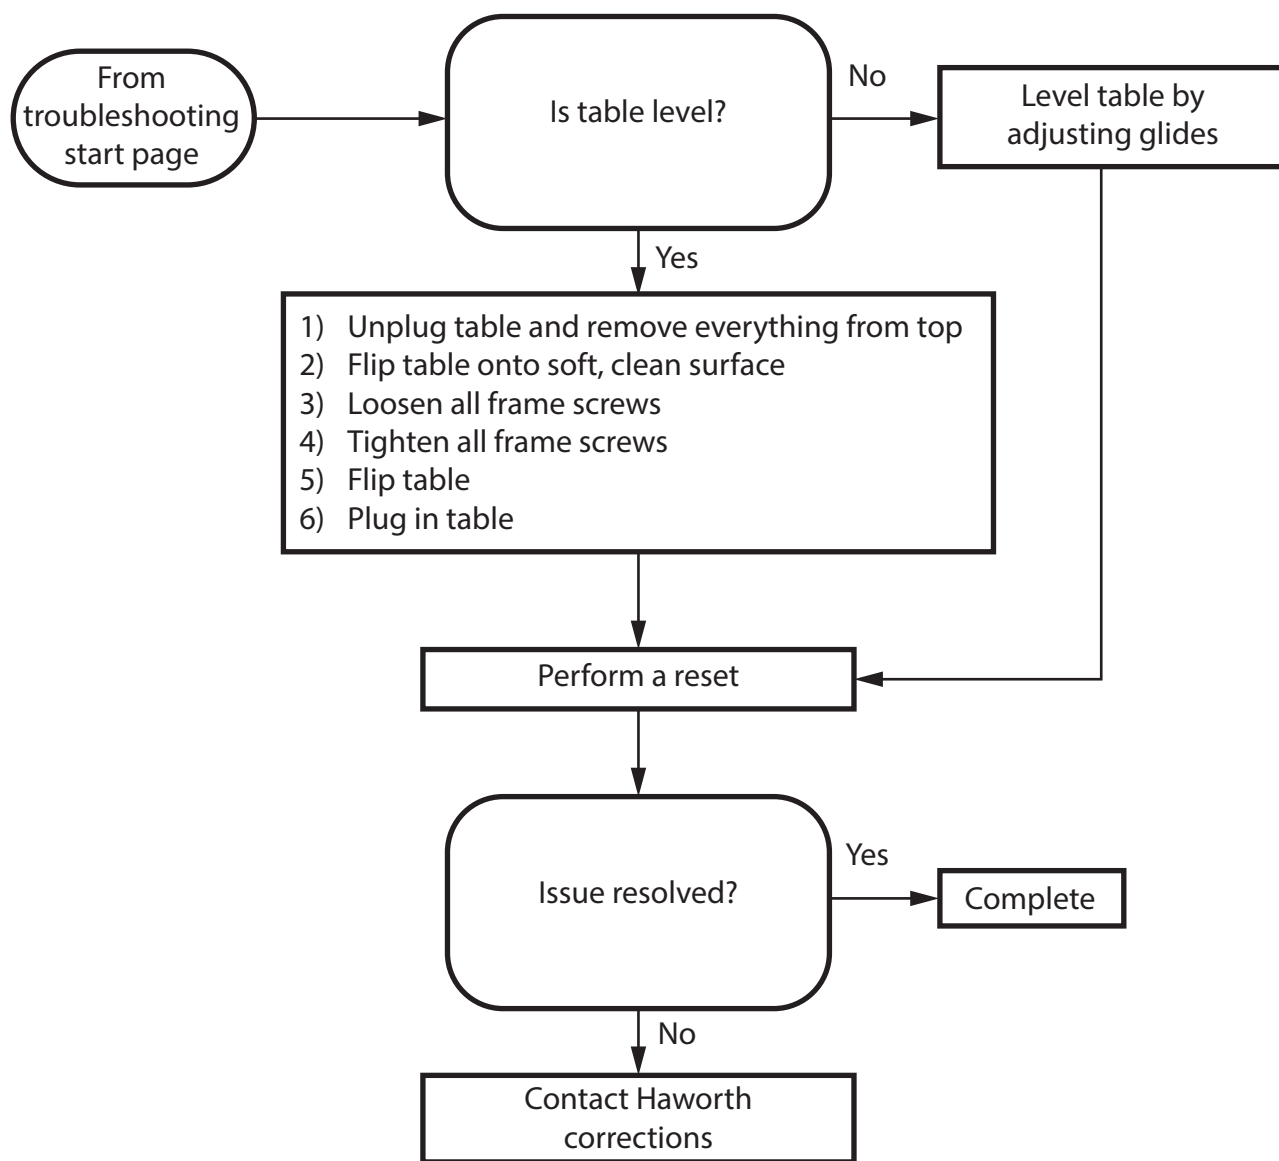 From
troubleshooting
start page
Is table level?
No
Level table by
adjusting glides
Yes
1) Unplug table and remove everything from top
2) Flip table onto soft, clean surface
3) Loosen all frame screws
4) Tighten all frame screws
5) Flip table
6) Plug in table
Perform a reset
Issue resolved?
Yes
Complete
No
Contact Haworth
corrections